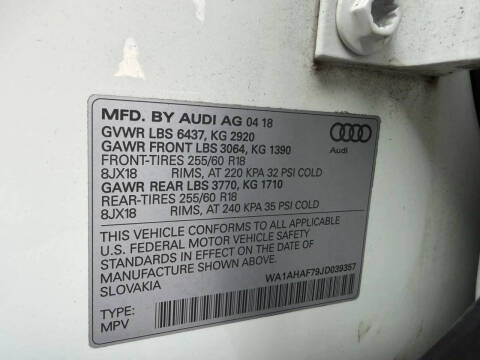 MFD. BY AUDI AG 04 18
GVWR LBS 6437, KG 2920
GAWR FRONT LBS 3064, KG 1390
FRONT-TIRES 255/60 R18
8JX18 RIMS, AT 220 KPA 32 PSI COLD
GAWR REAR LBS 3770, KG 1710
REAR-TIRES 255/60 R18
8JX18 RIMS, AT 240 KPA 35 PSI COLD
Audi
THIS VEHICLE CONFORMS TO ALL APPLICABLE
U.S. FEDERAL MOTOR VEHICLE SAFETY
STANDARDS IN EFFECT ON THE DATE OF
MANUFACTURE SHOWN ABOVE.
SLOVAKIA
WA1AHAF79JD039357
TYPE:
MPV